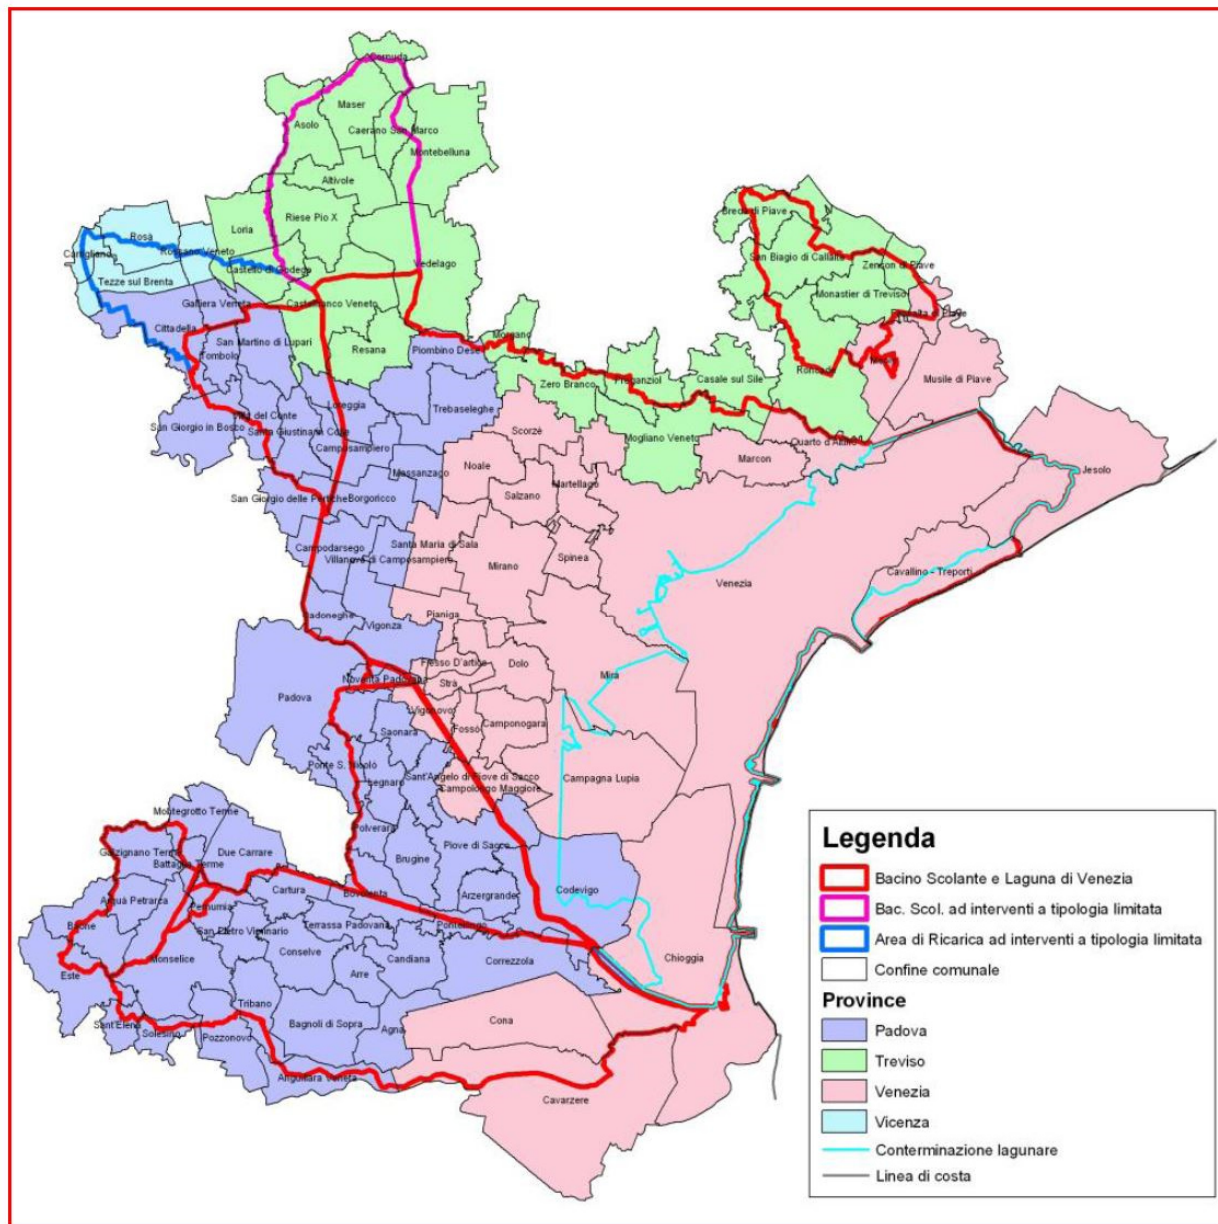 Cornuda
Maser
Asolo
Caerano San Marco
Montebelluna
Altivole
Riese Pio X
Loria
Rosà
Rossano Veneto
Cartigliano
Castello di Godego
Vedelago
Tezze sul Brenta
Galliera Veneta
Castelfranco Veneto
Cittadella
San Martino di Lupari
Tombolo
Resana
Piombino Dese
Morgano
Breda di Piave
San Biagio di Callalta
Zenson di Piave
Monastier di Treviso
Fossalta di Piave
Meolo
Roncade
Musile di Piave
Zero Branco
Preganziol
Casale sul Sile
Trebaseleghe
Loreggia
Villa del Conte
San Giorgio in Bosco
Santa Giustina in Colle
Camposampiero
Scorzè
Mogliano Veneto
Quarto d'Altino
Marcon
Jesolo
Noale
Martellago
Massanzago
Salzano
San Giorgio delle Pertiche
Borgoricco
Campodarsego
Villanova di Camposampiero
Santa Maria di Sala
Mirano
Spinea
Venezia
Cavallino - Treporti
Cadoneghe
Vigonza
Pianiga
Fiesso D'artico
Dolo
Mira
Noventa Padovana
Strà
Padova
Vigonovo
Fossò
Camponogara
Saonara
Ponte S. Nicolò
Legnaro
Sant'Angelo di Piove di Sacco
Campolongo Maggiore
Campagna Lupia
Montegrotto Terme
Galzignano Terme
Battaglia Terme
Due Carrare
Polverara
Brugine
Piove di Sacco
Arzergrande
Codevigo
Arquà Petrarca
Pernumia
Cartura
Bovolenta
Baone
San Pietro Viminario
Terrassa Padovana
Pontelongo
Este
Monselice
Conselve
Candiana
Correzzola
Arre
Chioggia
Tribano
Bagnoli di Sopra
Agna
Cona
Sant'Elena
Solesino
Pozzonovo
Anguillara Veneta
Cavarzere
Legenda
Bacino Scolante e Laguna di Venezia
Bac. Scol. ad interventi a tipologia limitata
Area di Ricarica ad interventi a tipologia limitata
Confine comunale
Province
Padova
Treviso
Venezia
Vicenza
Conterminazione lagunare
Linea di costa